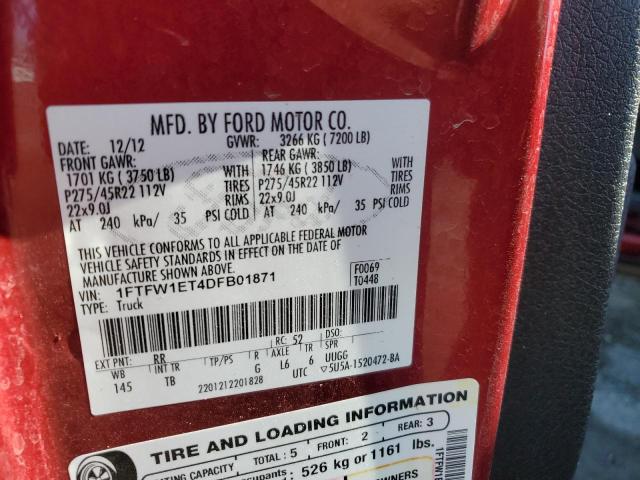 MFD. BY FORD MOTOR CO.
DATE: 12/12 GVWR: 3266 KG (7200 LB)
FRONT GAWR: REAR GAWR:
1701 KG (3750 LB) WITH 1746 KG (3850 LB) WITH
P275/45R22 112V TIRES P275/45R22 112V TIRES
22x9.0J RIMS 22x9.0J RIMS
AT 240 kPa/ 35 PSI COLD AT 240 kPa/ 35 PSI COLD
THIS VEHICLE CONFORMS TO ALL APPLICABLE FEDERAL MOTOR
VEHICLE SAFETY STANDARDS IN EFFECT ON THE DATE OF
MANUFACTURE SHOWN ABOVE.
VIN: 1FTFW1ET4DFB01871 F0069
TYPE: Truck T0448
EXT PNT: RR RC: 52 DSO:
WB INT TR TP/PS R AXLE TR SPR
145 TB G L6 6 UUGG
2201212201828 UTC ▽5U5A-1520472-BA
TIRE AND LOADING INFORMATION
SEATING CAPACITY TOTAL: 5 FRONT: 2 REAR: 3
526 kg or 1161 lbs.
OWNERS